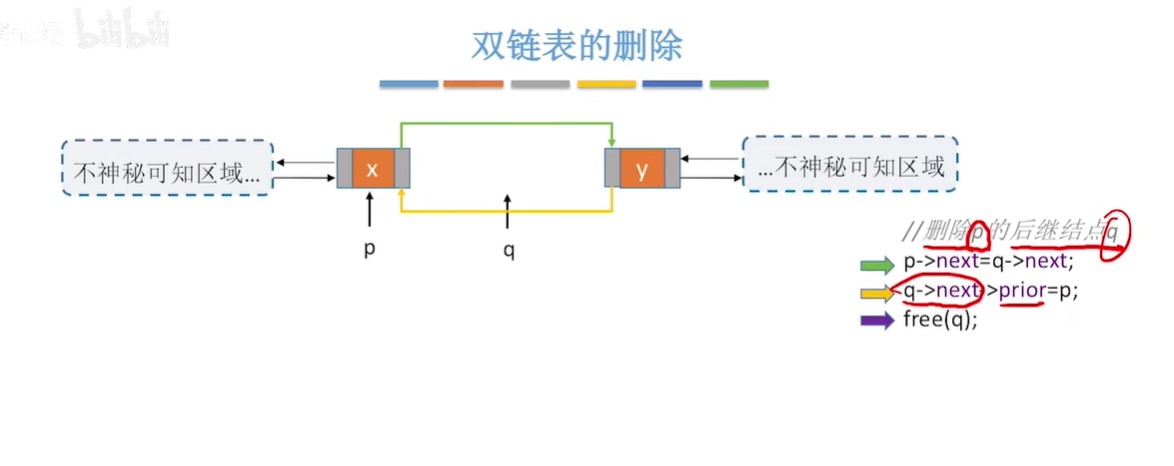 bilibili
双链表的删除
不神秘可知区域...
x
y
...不神秘可知区域
p
q
//删除p的后继结点q
p->next=q->next;
q->next->prior=p;
free(q);